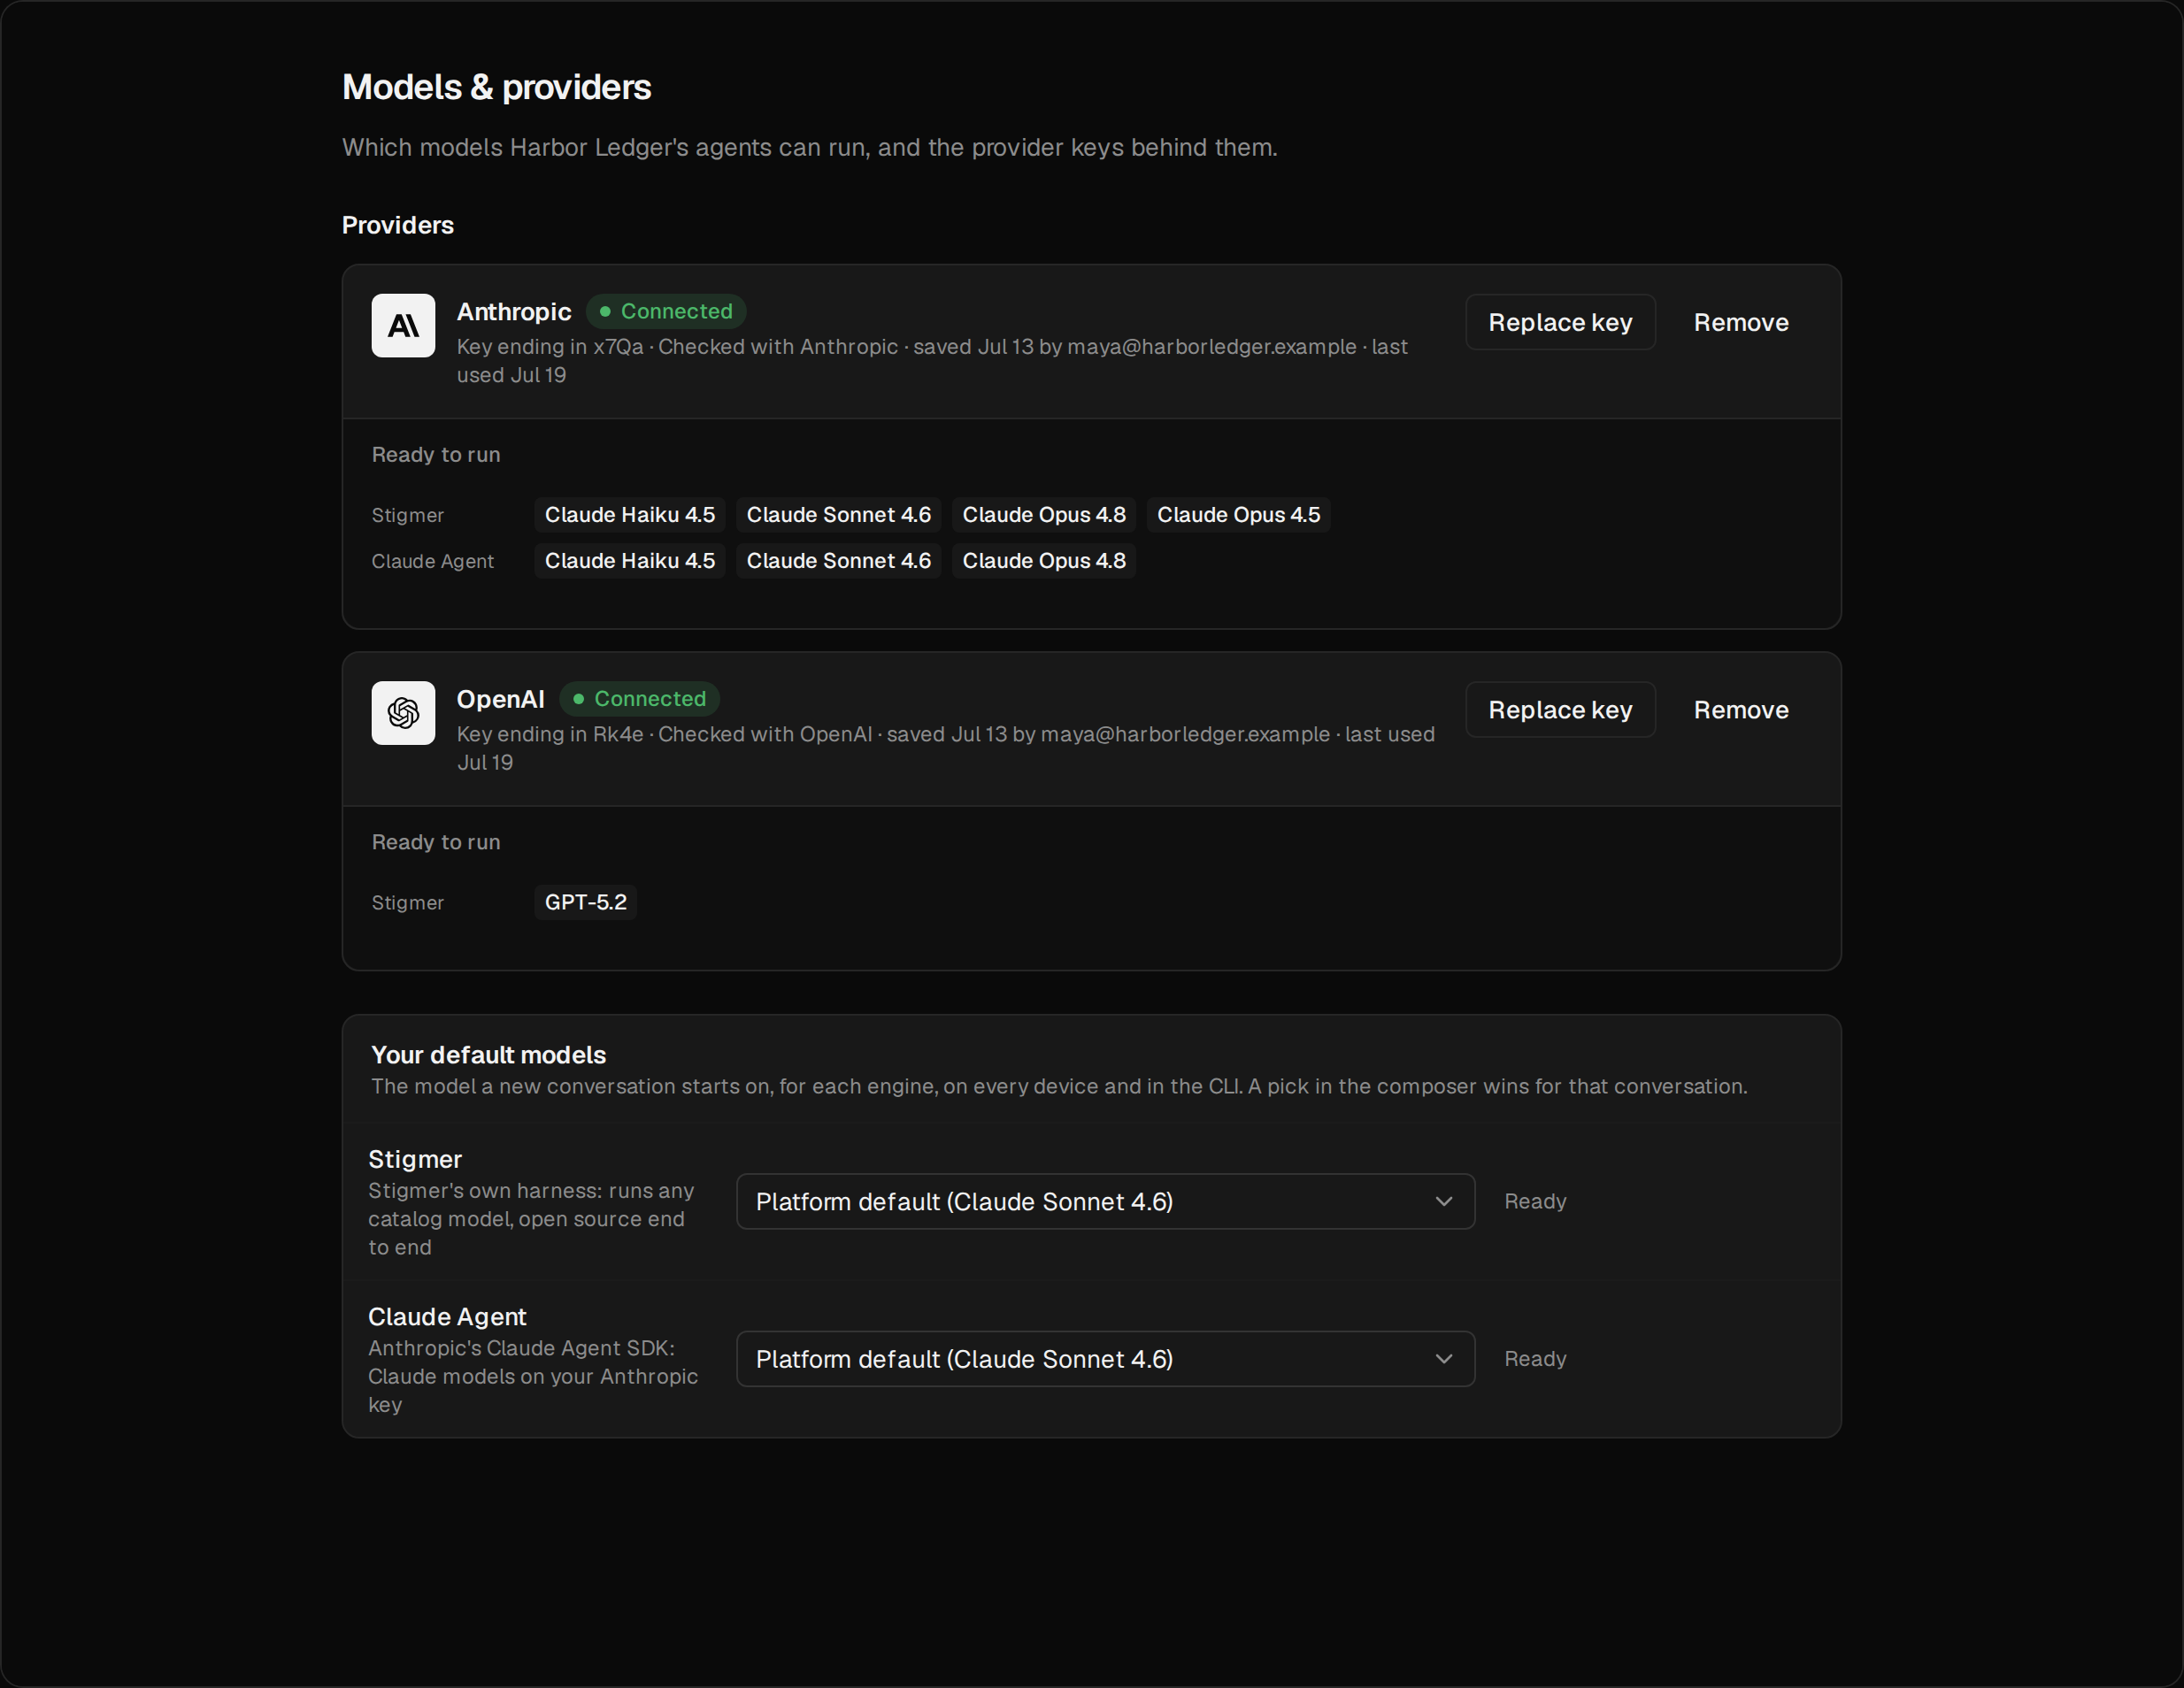 Models & providers
Which models Harbor Ledger's agents can run, and the provider keys behind them.
Providers
Anthropic
Connected
Key ending in x7Qa · Checked with Anthropic · saved Jul 13 by maya@harborledger.example · last
used Jul 19
Replace key
Remove
Ready to run
Stigmer
Claude Haiku 4.5
Claude Sonnet 4.6
Claude Opus 4.8
Claude Opus 4.5
Claude Agent
Claude Haiku 4.5
Claude Sonnet 4.6
Claude Opus 4.8
OpenAI
Connected
Key ending in Rk4e · Checked with OpenAI · saved Jul 13 by maya@harborledger.example · last used
Jul 19
Replace key
Remove
Ready to run
Stigmer
GPT-5.2
Your default models
The model a new conversation starts on, for each engine, on every device and in the CLI. A pick in the composer wins for that conversation.
Stigmer
Stigmer's own harness: runs any
catalog model, open source end
to end
Platform default (Claude Sonnet 4.6)
Ready
Claude Agent
Anthropic's Claude Agent SDK:
Claude models on your Anthropic
key
Platform default (Claude Sonnet 4.6)
Ready